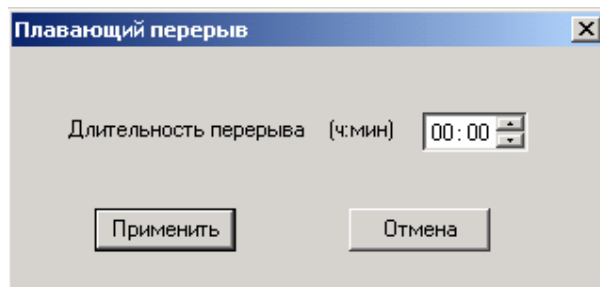 Плавающий перерыв
Длительность перерыва (ч:мин) 00:00
Применить Отмена